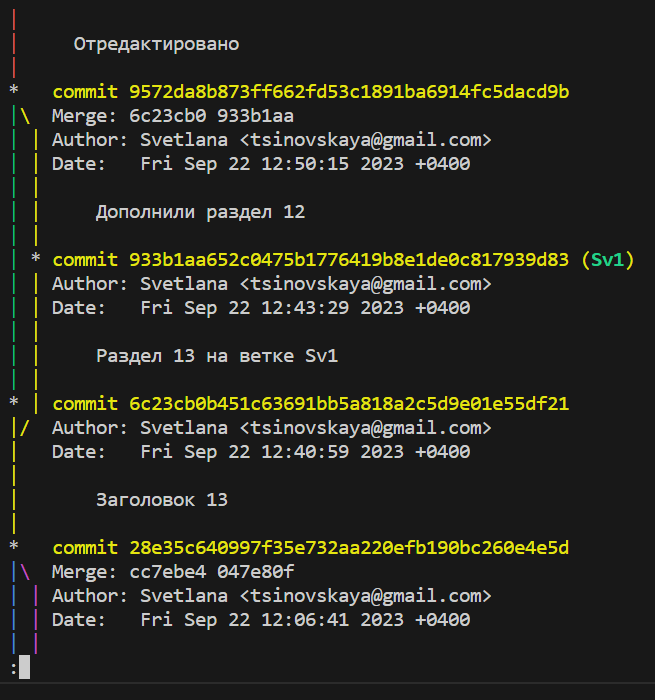 |
|     Отредактировано
|
*   commit 9572da8b873ff662fd53c1891ba6914fc5dacd9b
|\  Merge: 6c23cb0 933b1aa
| | Author: Svetlana <tsinovskaya@gmail.com>
| | Date:   Fri Sep 22 12:50:15 2023 +0400
| |
| |     Дополнили раздел 12
| |
| * commit 933b1aa652c0475b1776419b8e1de0c817939d83 (Sv1)
| | Author: Svetlana <tsinovskaya@gmail.com>
| | Date:   Fri Sep 22 12:43:29 2023 +0400
| |
| |     Раздел 13 на ветке Sv1
| |
* | commit 6c23cb0b451c63691bb5a818a2c5d9e01e55df21
|/  Author: Svetlana <tsinovskaya@gmail.com>
|   Date:   Fri Sep 22 12:40:59 2023 +0400
|
|       Заголовок 13
|
*   commit 28e35c640997f35e732aa220efb190bc260e4e5d
|\  Merge: cc7ebe4 047e80f
| | Author: Svetlana <tsinovskaya@gmail.com>
| | Date:   Fri Sep 22 12:06:41 2023 +0400
| |
: